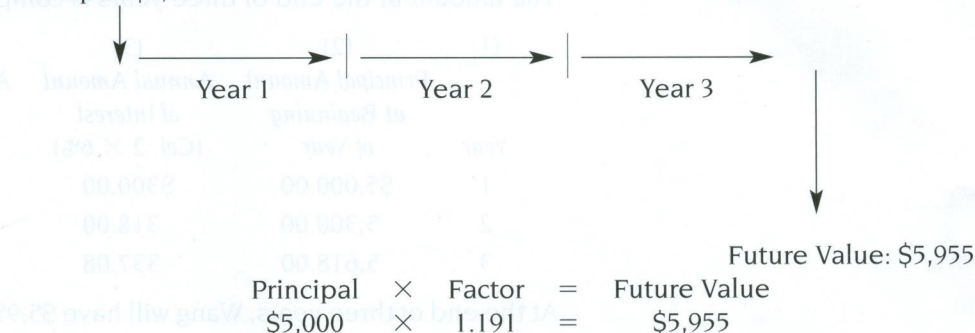 Year 1 Year 2 Year 3
Future Value: $5,955
Principal × Factor = Future Value
$5,000 × 1.191 = $5,955